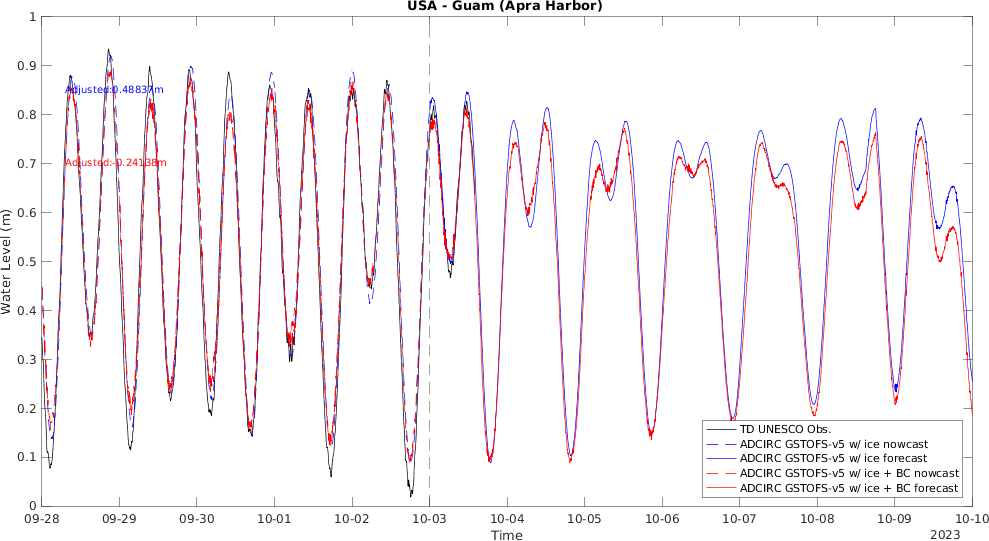 USA - Guam (Apra Harbor)
1
0.9
0.8
0.7
0.6
0.5
0.4
0.3
0.2
0.1
0
Water Level (m)
Adjusted:0.48837m
Adjusted:-0.24138m
TD UNESCO Obs.
ADCIRC GSTOFS-v5 w/ ice nowcast
ADCIRC GSTOFS-v5 w/ ice forecast
ADCIRC GSTOFS-v5 w/ ice + BC nowcast
ADCIRC GSTOFS-v5 w/ ice + BC forecast
09-28 09-29 09-30 10-01 10-02 10-03 10-04 10-05 10-06 10-07 10-08 10-09 10-10
Time
2023